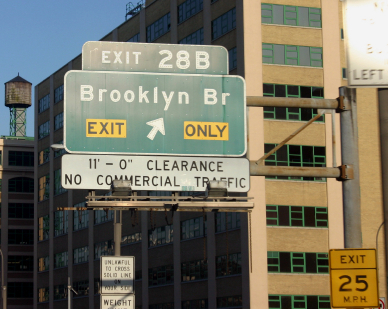 EXIT 28B
Brooklyn Br
EXIT ONLY
11'-0" CLEARANCE
NO COMMERCIAL TRAFFIC
LEFT
UNLAWFUL
TO CROSS
SOLID LINE
WEIGHT
EXIT
25
M.P.H.